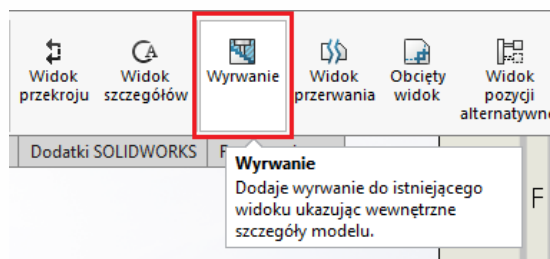 Widok przekroju
Widok szczegółów
Wyrwanie
Widok przerwania
Obcięty widok
Widok pozycji
Dodatki SOLIDWORKS
Wyrwanie
Dodaje wyrwanie do istniejącego
widoku ukazując wewnętrzne
szczegóły modelu.
F